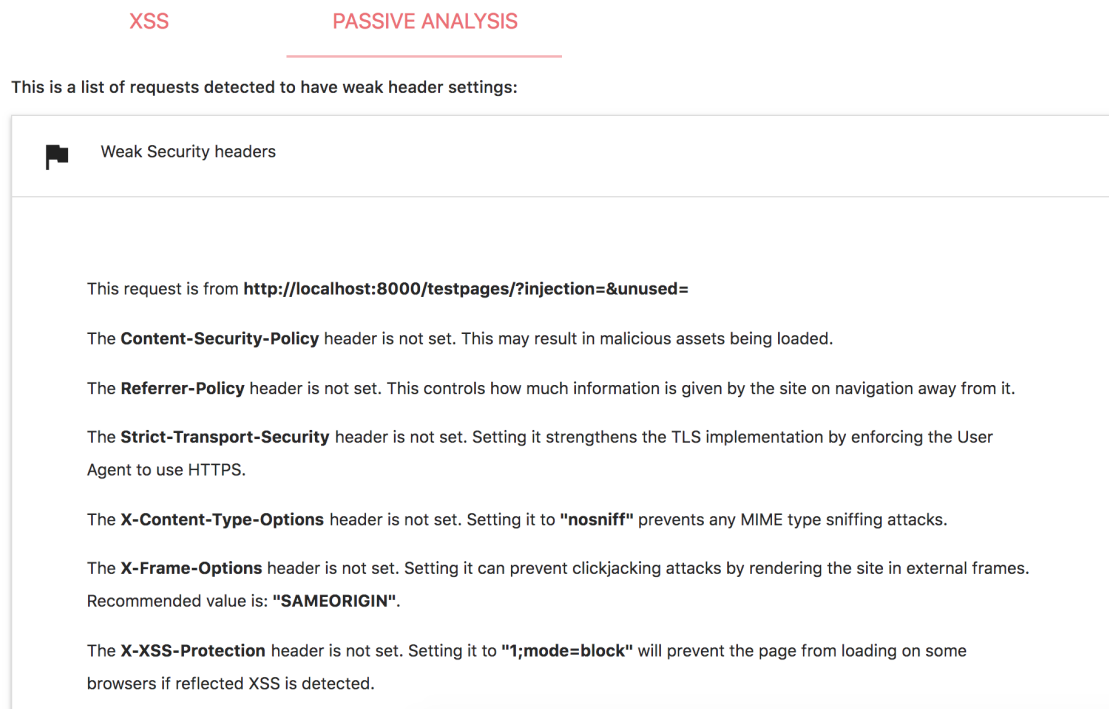 XSS PASSIVE ANALYSIS
This is a list of requests detected to have weak header settings:
Weak Security headers
This request is from http://localhost:8000/testpages/?injection=&unused=
The Content-Security-Policy header is not set. This may result in malicious assets being loaded.
The Referrer-Policy header is not set. This controls how much information is given by the site on navigation away from it.
The Strict-Transport-Security header is not set. Setting it strengthens the TLS implementation by enforcing the User
Agent to use HTTPS.
The X-Content-Type-Options header is not set. Setting it to "nosniff" prevents any MIME type sniffing attacks.
The X-Frame-Options header is not set. Setting it can prevent clickjacking attacks by rendering the site in external frames.
Recommended value is: "SAMEORIGIN".
The X-XSS-Protection header is not set. Setting it to "1;mode=block" will prevent the page from loading on some
browsers if reflected XSS is detected.